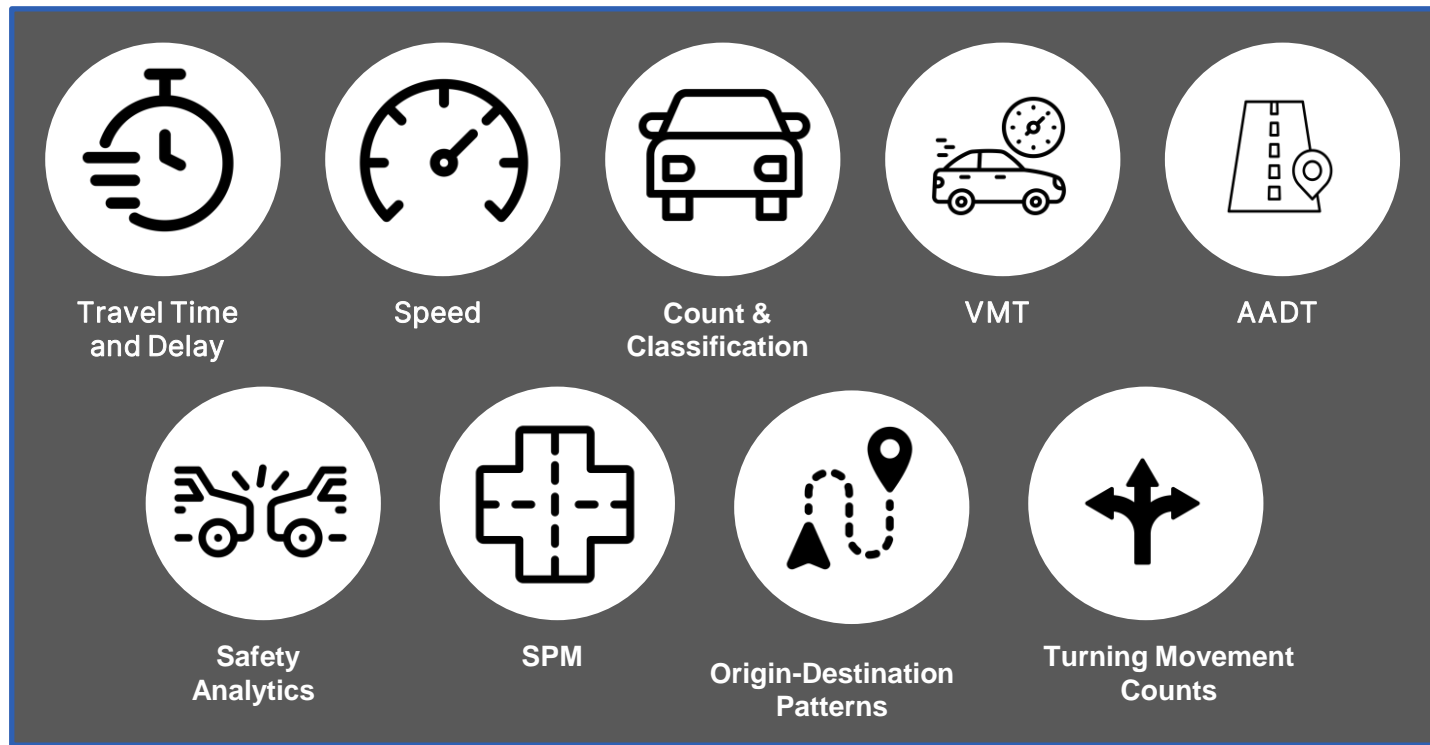 Travel Time
and Delay
Speed
Count &
Classification
VMT
AADT
Safety
Analytics
SPM
Origin-Destination
Patterns
Turning Movement
Counts